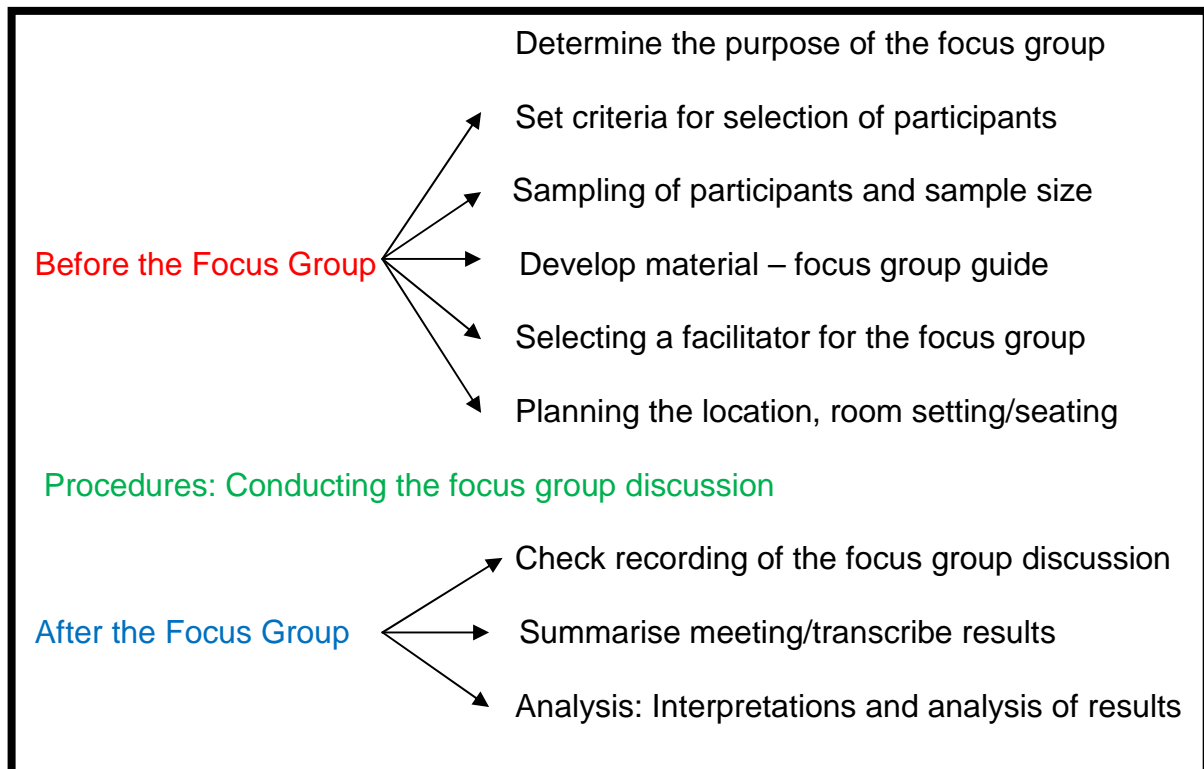 Determine the purpose of the focus group
Set criteria for selection of participants
Sampling of participants and sample size
Before the Focus Group
Develop material – focus group guide
Selecting a facilitator for the focus group
Planning the location, room setting/seating
Procedures: Conducting the focus group discussion
Check recording of the focus group discussion
After the Focus Group
Summarise meeting/transcribe results
Analysis: Interpretations and analysis of results